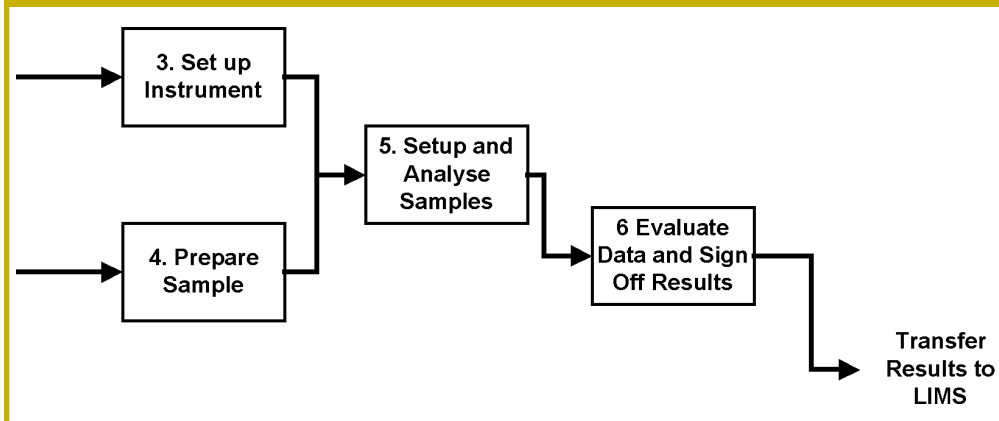 3. Set up
Instrument
4. Prepare
Sample
5. Setup and
Analyse
Samples
6 Evaluate
Data and Sign
Off Results
Transfer
Results to
LIMS